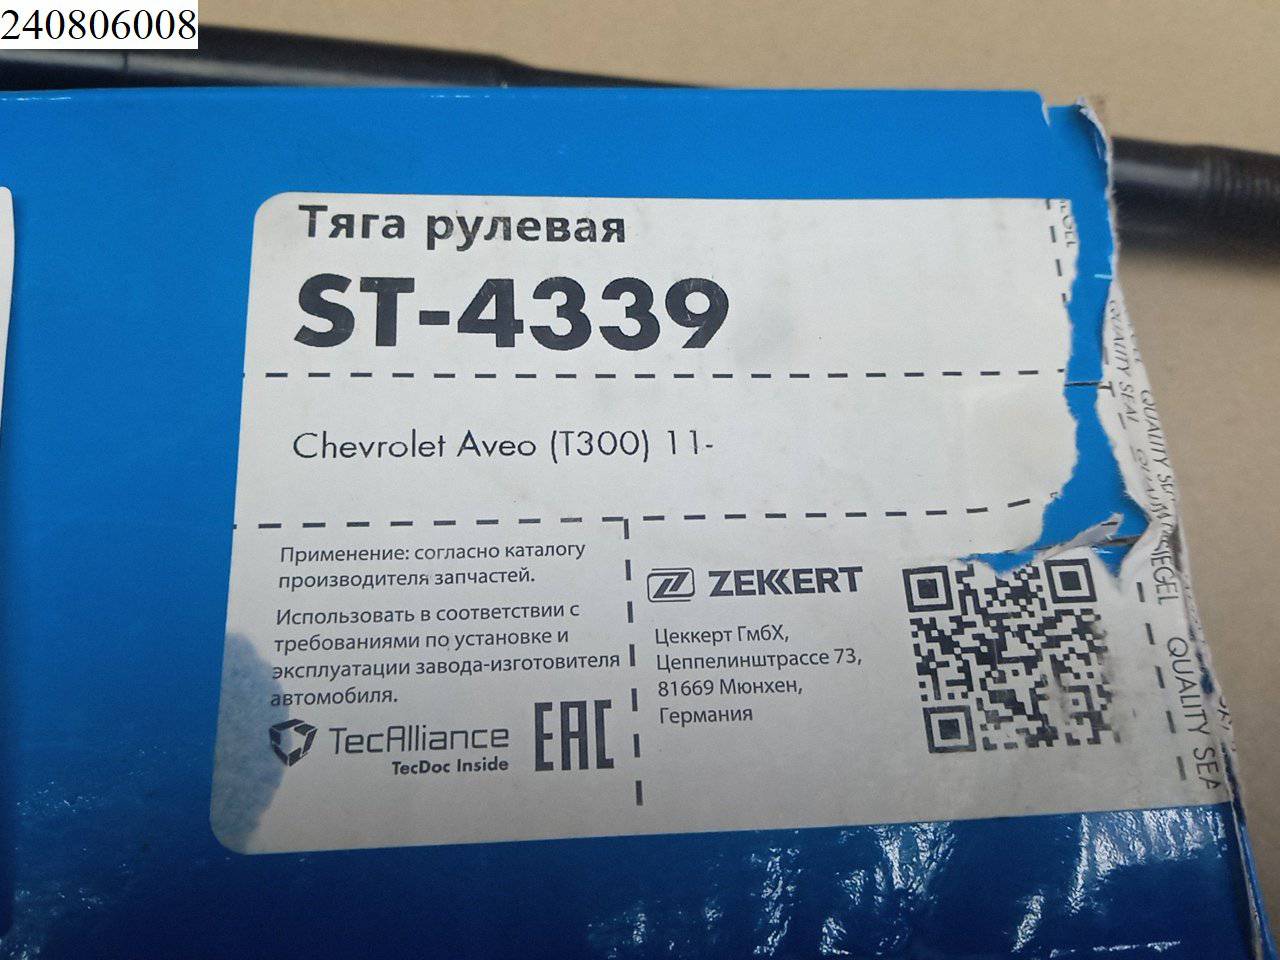 240806008
Тяга рулевая
ST-4339
Chevrolet Aveo (T300) 11-
Применение: согласно каталогу
производителя запчастей.
Использовать в соответствии с
требованиями по установке и
эксплуатации завода-изготовителя
автомобиля.
TecAlliance
TecDoc Inside
EAC
ZEKKERT
Цеккерт ГмбХ,
Цеппелинштрассе 73,
81669 Мюнхен,
Германия
QUALITY SEAL
QUALITY
QUALITY SEA